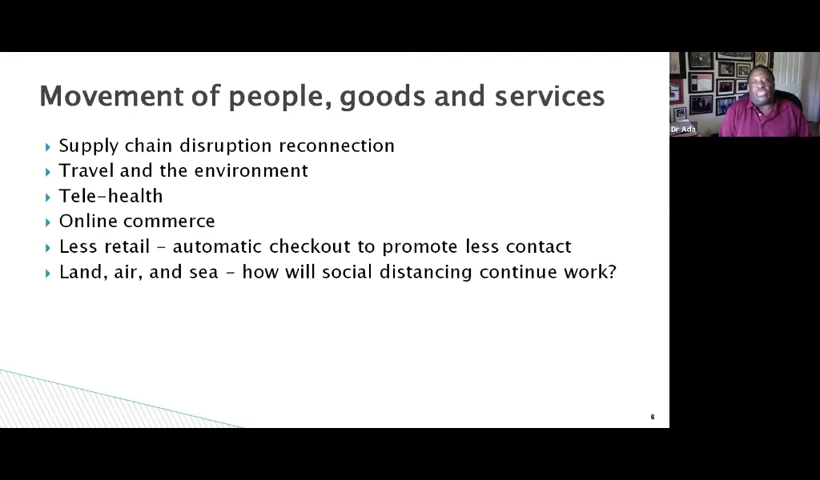 Movement of people, goods and services
Supply chain disruption reconnection
Travel and the environment
Tele-health
Online commerce
Less retail – automatic checkout to promote less contact
Land, air, and sea – how will social distancing continue work?
6
Dr Ada